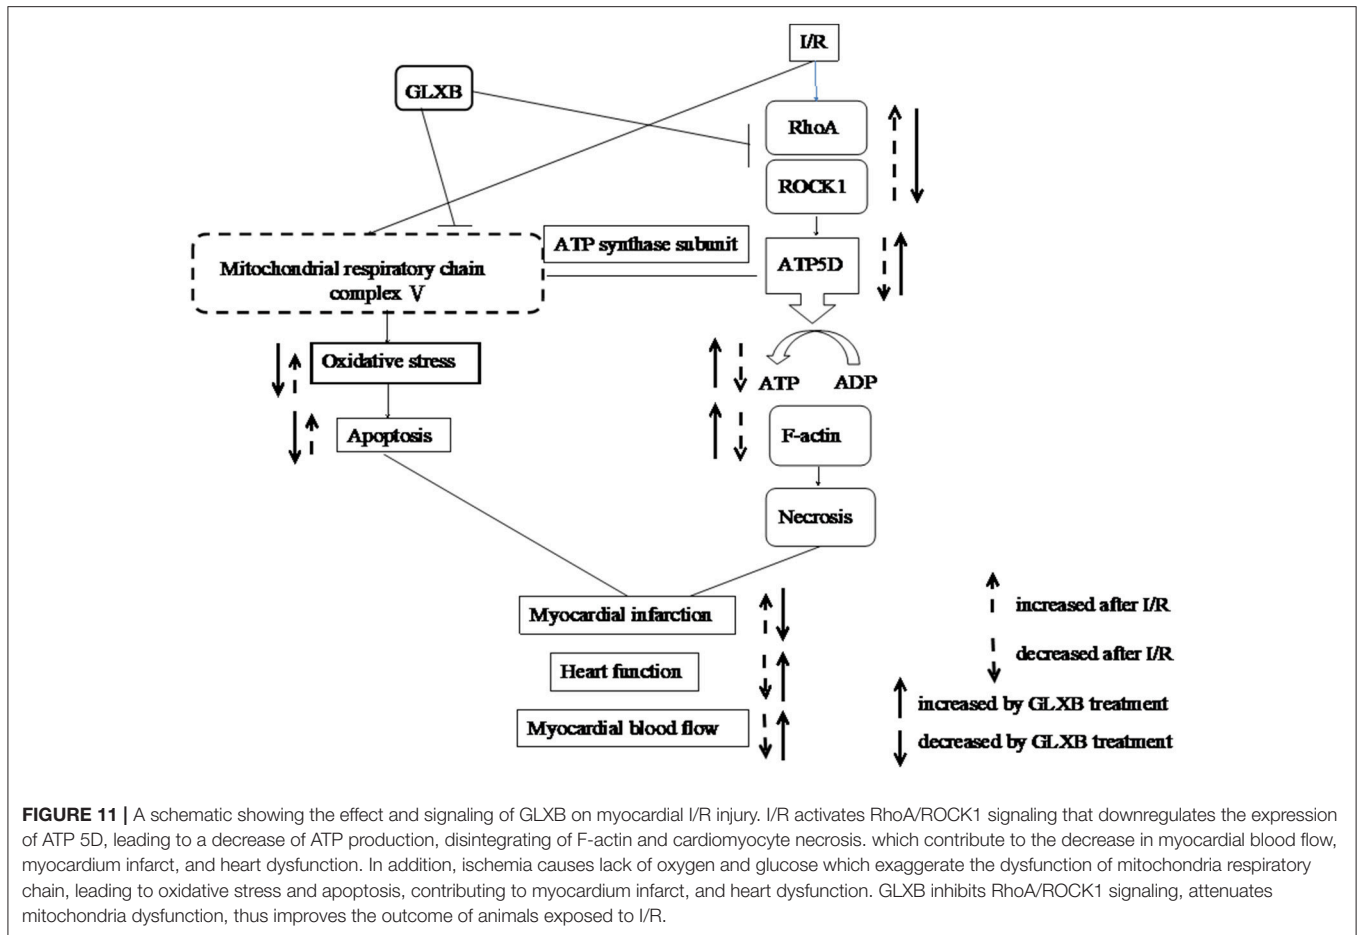 I/R
GLXB
RhoA
ROCK1
ATP synthase subunit
ATP5D
Mitochondrial respiratory chain
complex V
Oxidative stress
ATP
ADP
Apoptosis
F-actin
Necrosis
Myocardial infarction
increased after I/R
Heart function
decreased after I/R
increased by GLXB treatment
Myocardial blood flow
decreased by GLXB treatment
FIGURE 11 | A schematic showing the effect and signaling of GLXB on myocardial I/R injury. I/R activates RhoA/ROCK1 signaling that downregulates the expression
of ATP 5D, leading to a decrease of ATP production, disintegrating of F-actin and cardiomyocyte necrosis. which contribute to the decrease in myocardial blood flow,
myocardium infarct, and heart dysfunction. In addition, ischemia causes lack of oxygen and glucose which exaggerate the dysfunction of mitochondria respiratory
chain, leading to oxidative stress and apoptosis, contributing to myocardium infarct, and heart dysfunction. GLXB inhibits RhoA/ROCK1 signaling, attenuates
mitochondria dysfunction, thus improves the outcome of animals exposed to I/R.